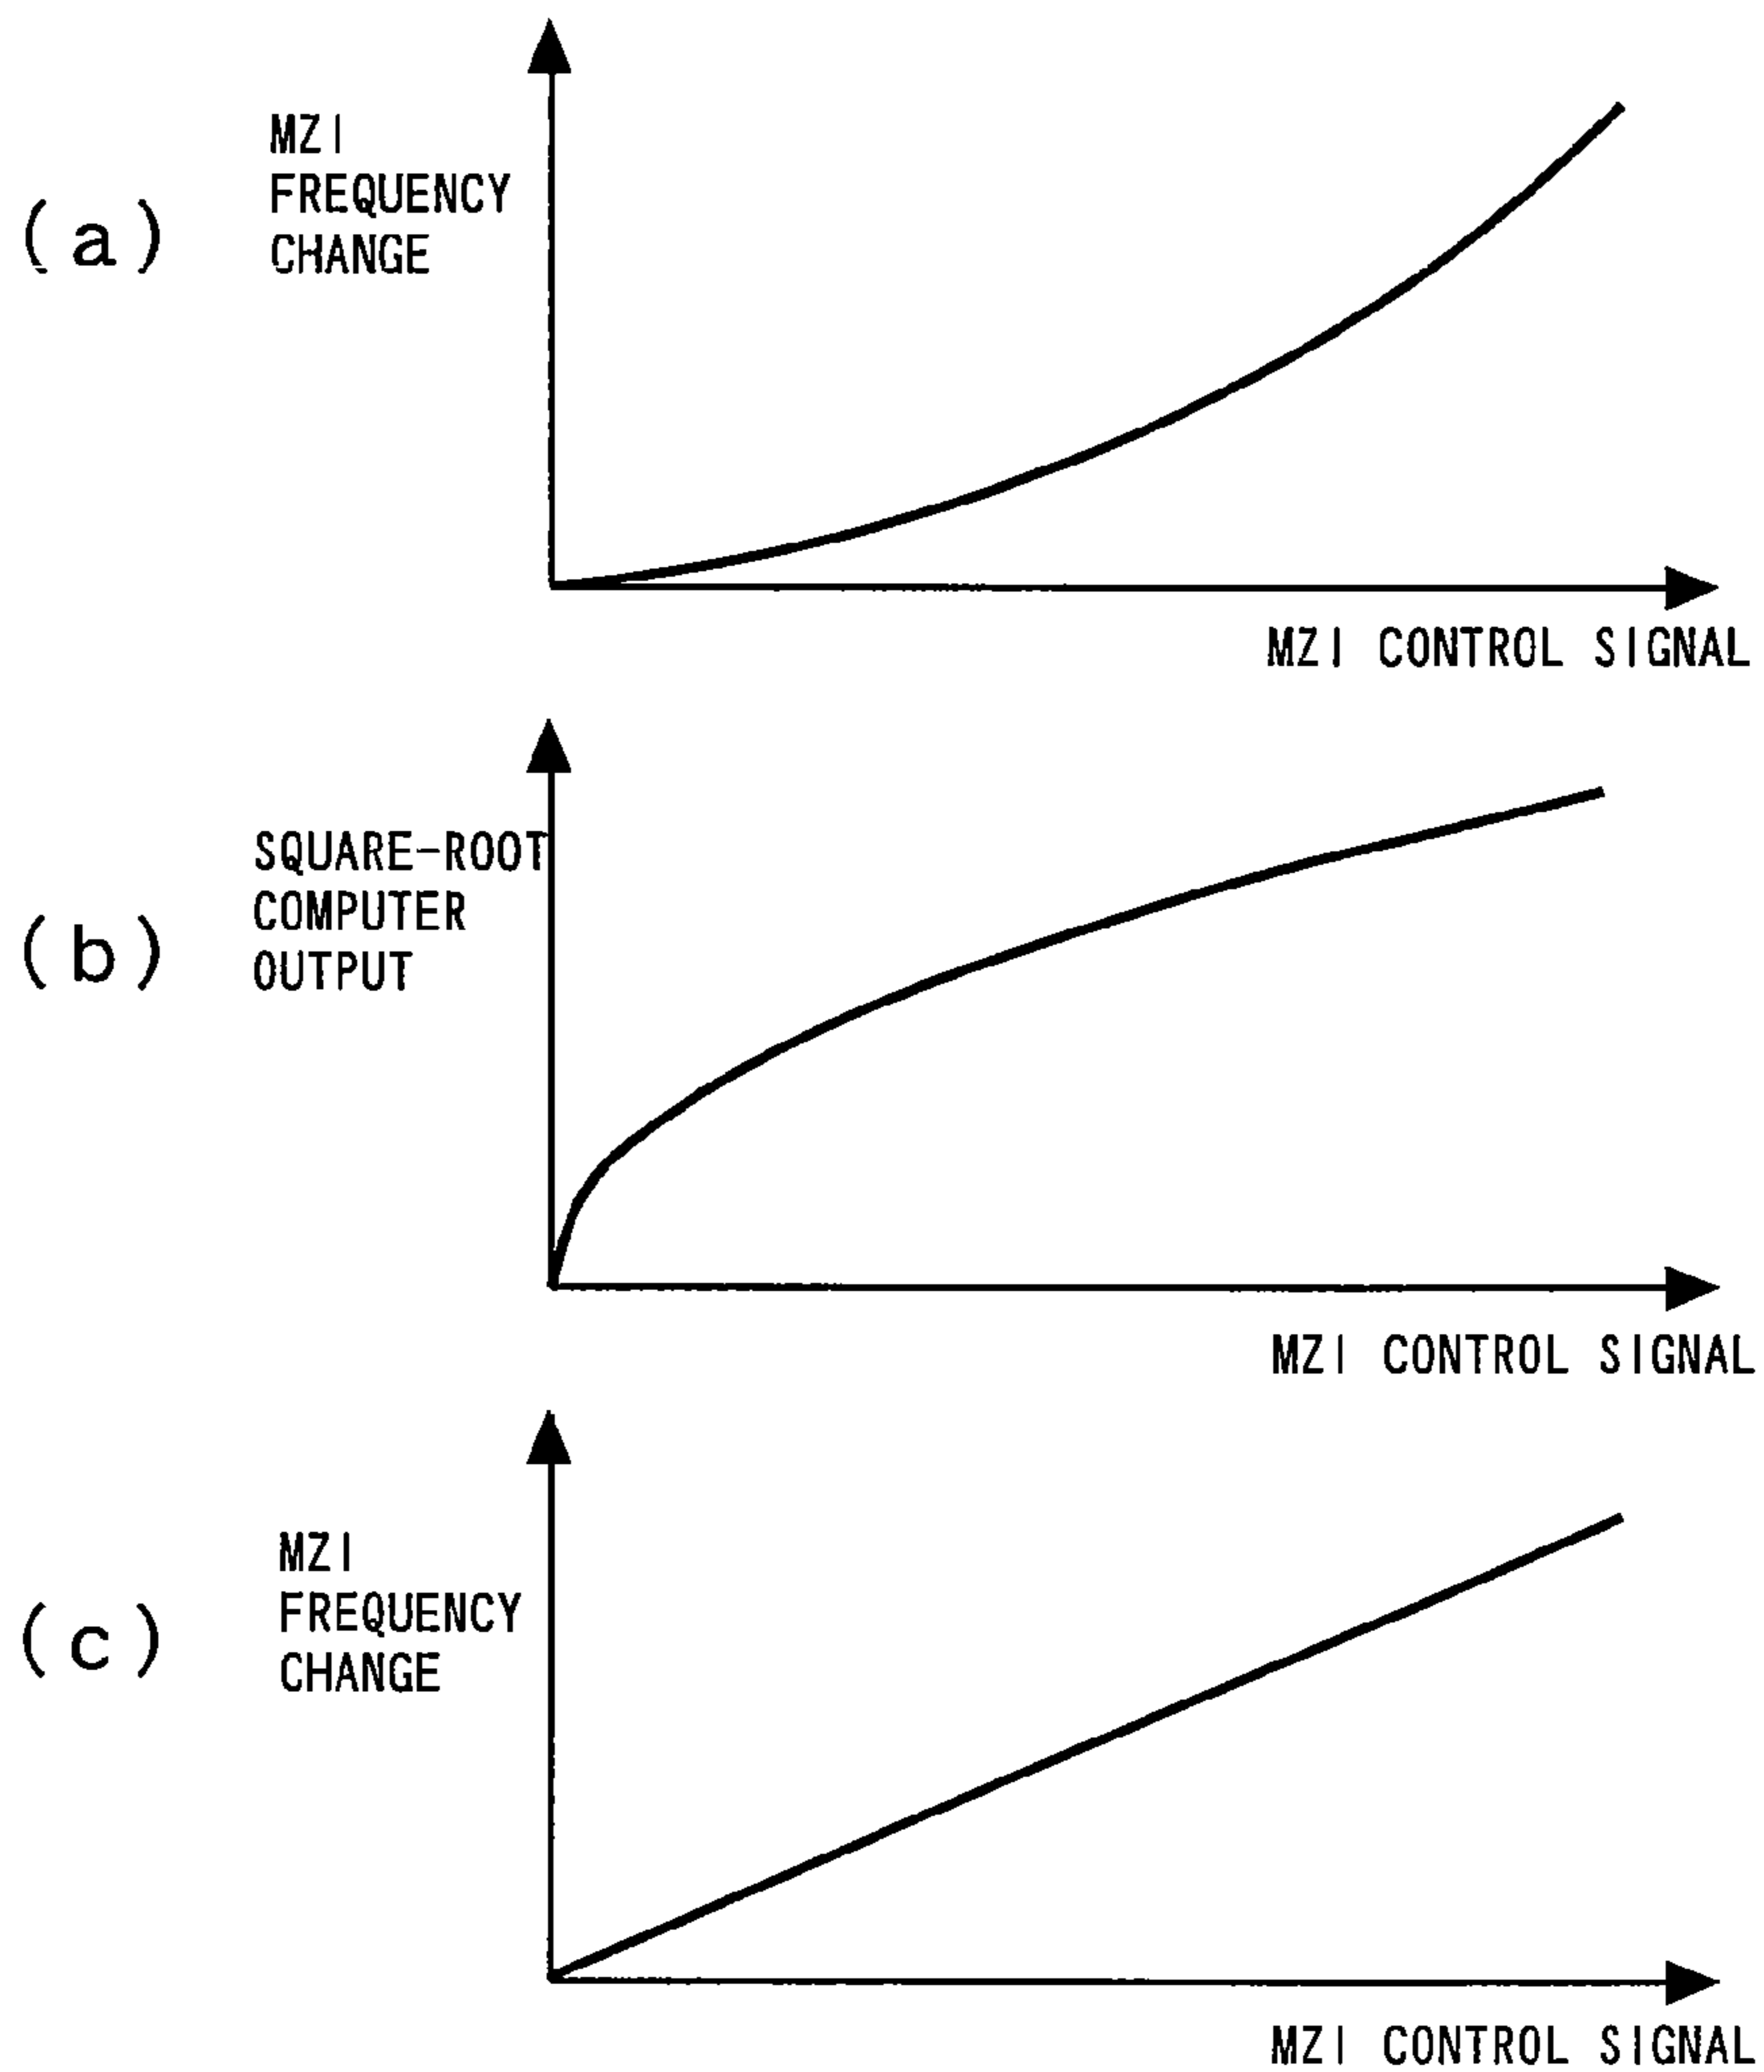 (a)
MZI
FREQUENCY
CHANGE
MZI CONTROL SIGNAL
(b)
SQUARE-ROOT
COMPUTER
OUTPUT
MZI CONTROL SIGNAL
(c)
MZI
FREQUENCY
CHANGE
MZI CONTROL SIGNAL